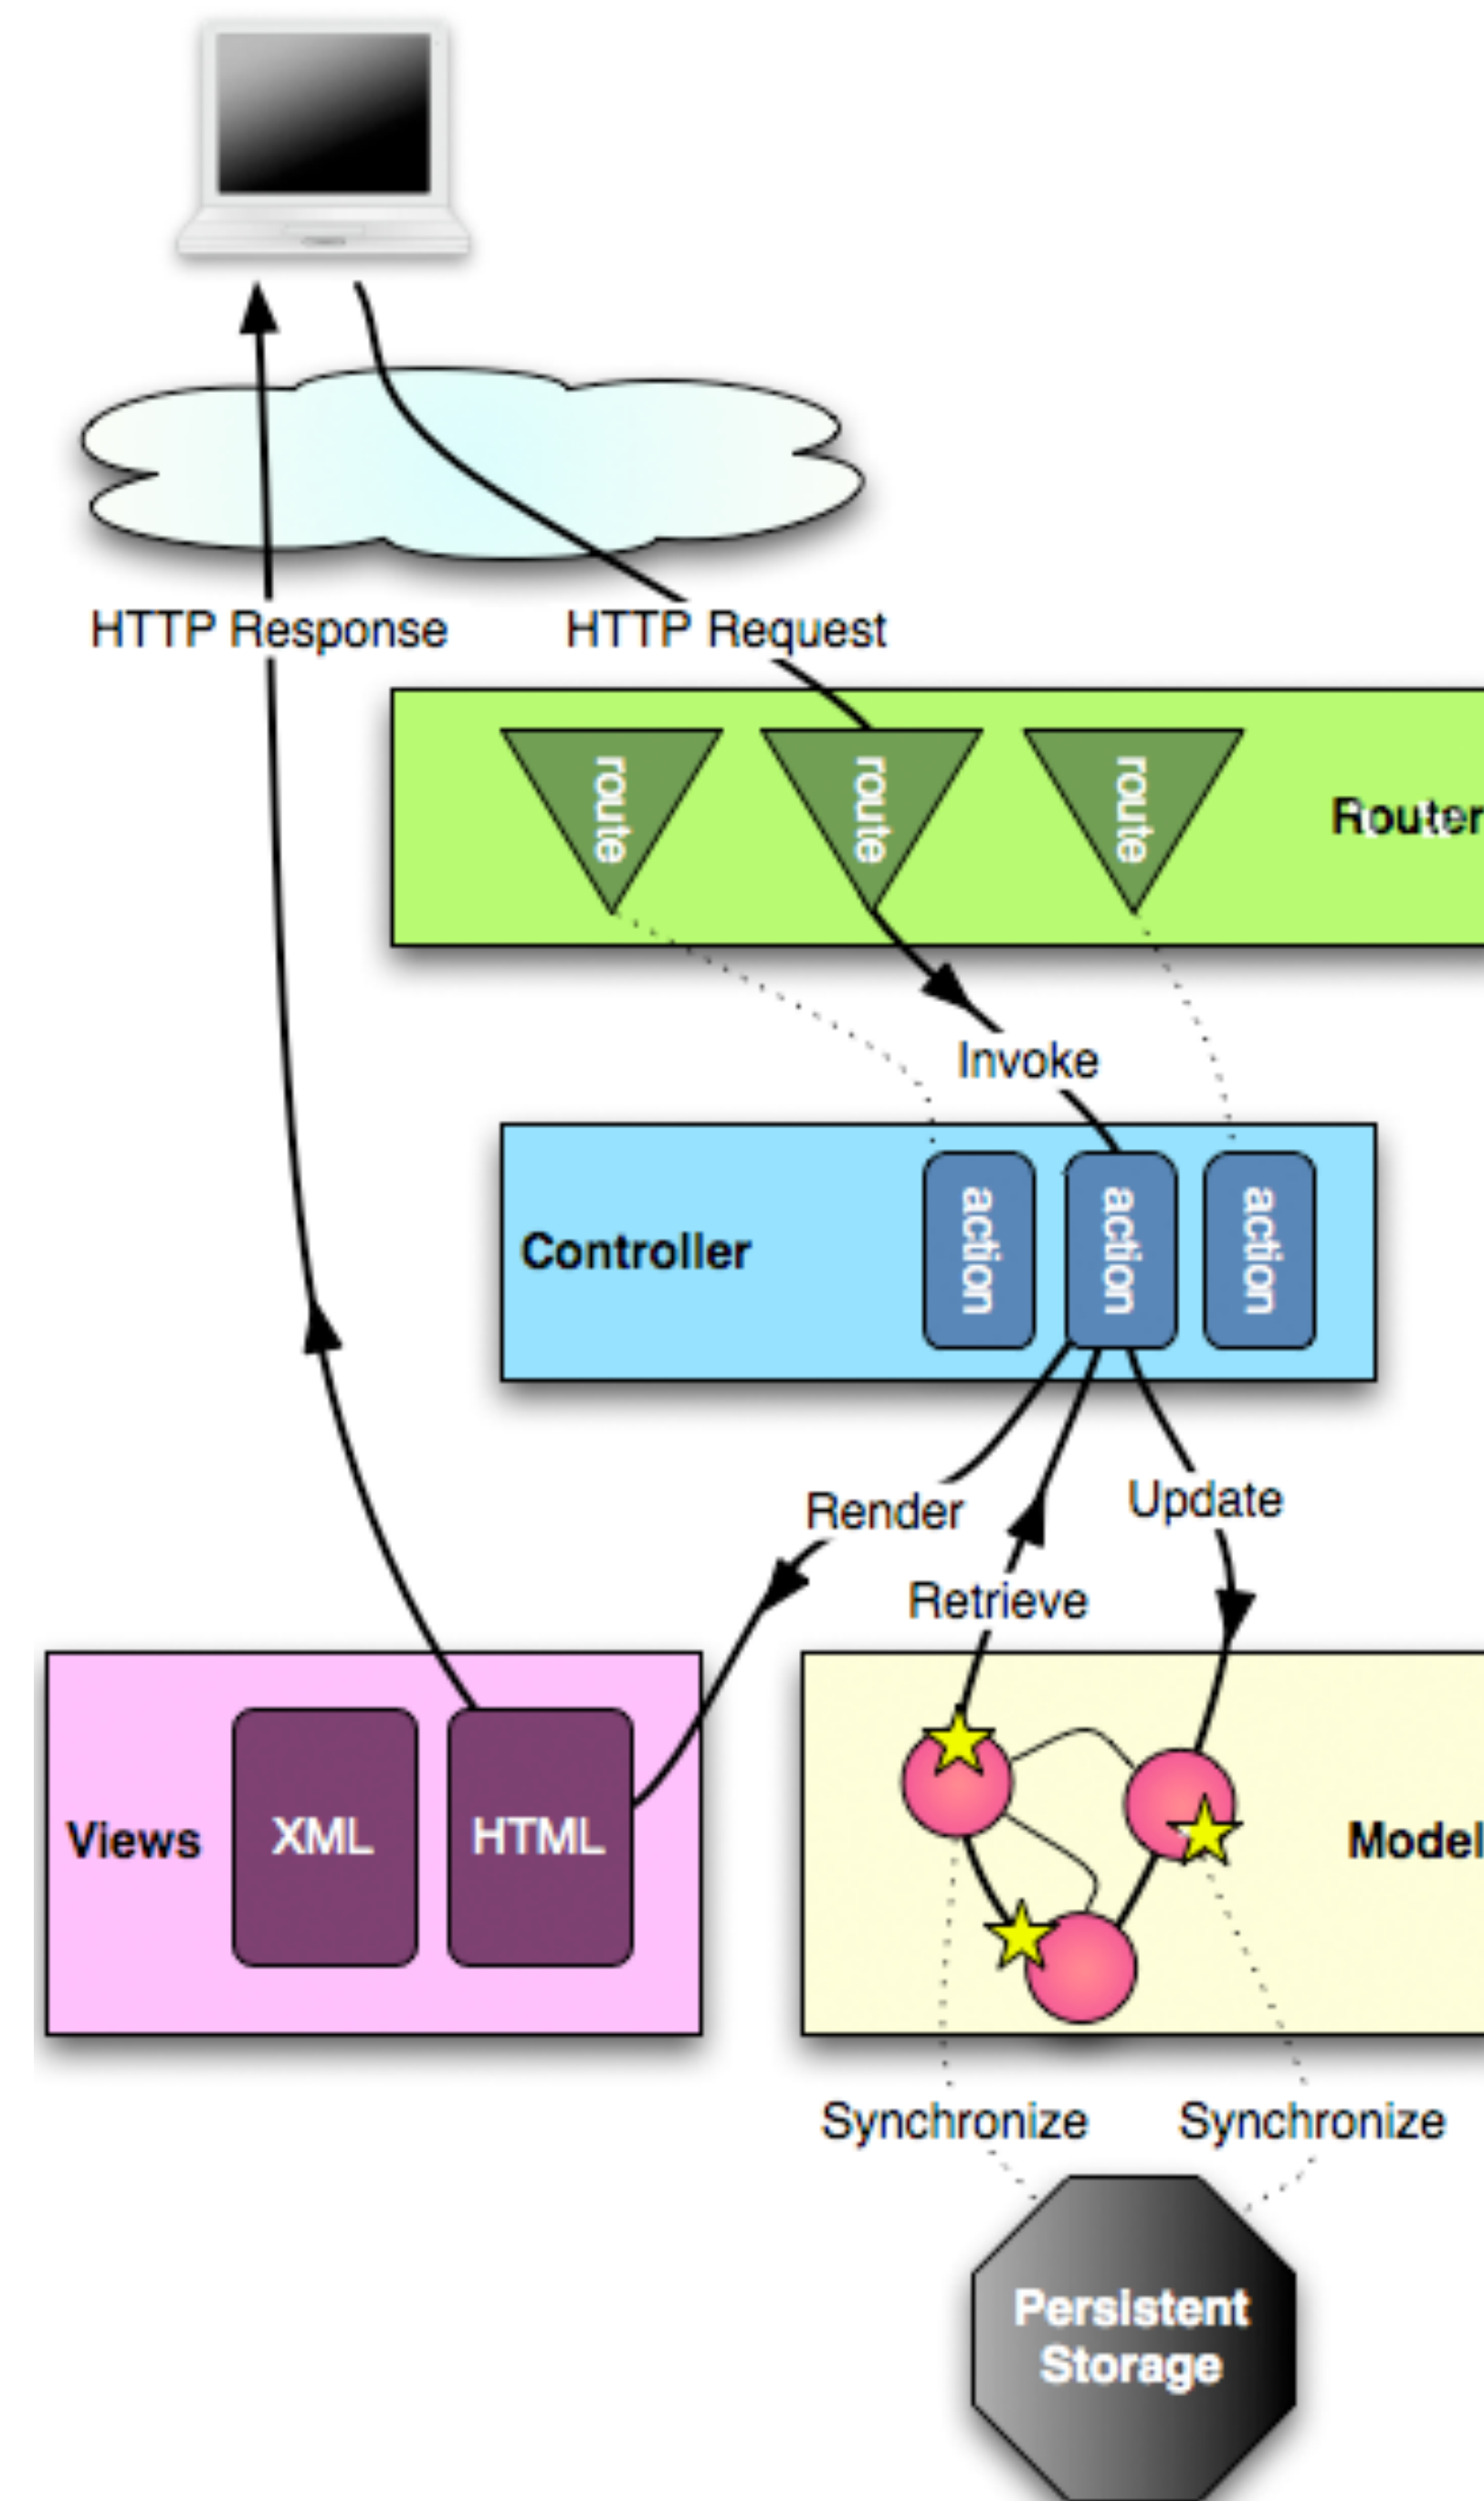 HTTP Response
HTTP Request
route
route
route
Router
Invoke
Controller
action
action
action
Render
Update
Retrieve
Views
XML
HTML
Model
Synchronize
Synchronize
Persistent
Storage